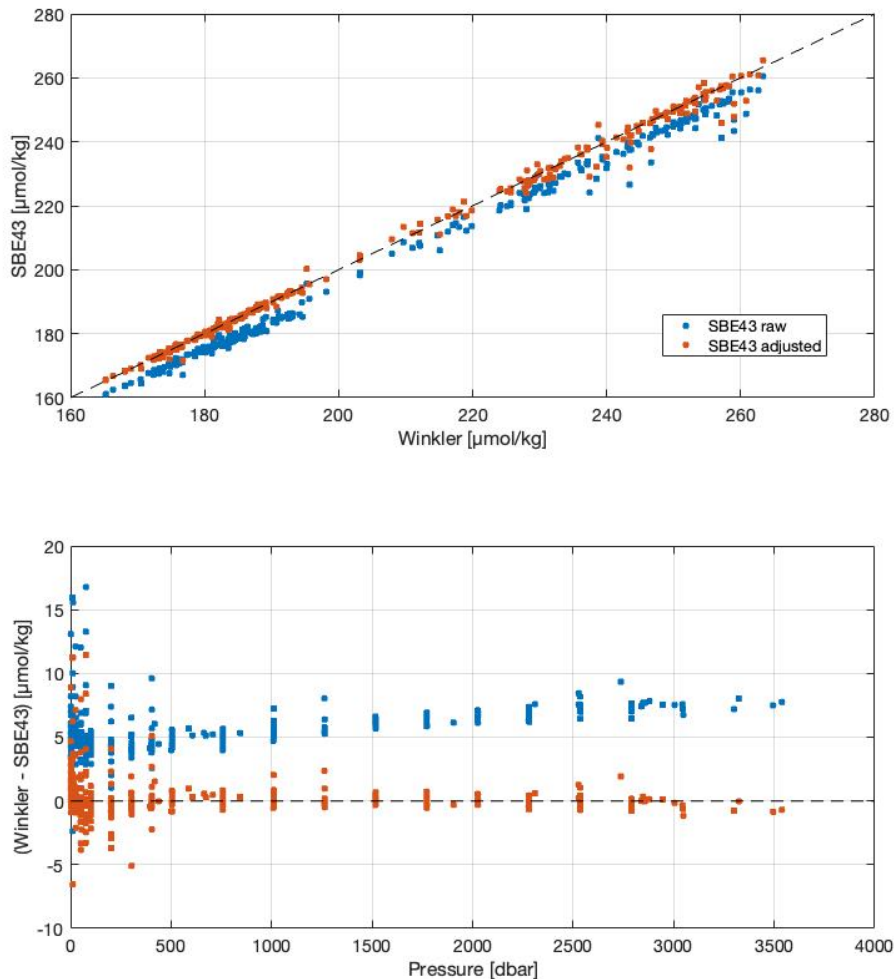 280
260
240
220
200
180
160
SBE43 [µmol/kg]
SBE43 raw
SBE43 adjusted
160 180 200 220 240 260 280
Winkler [µmol/kg]
20
15
10
5
0
-5
-10
(Winkler - SBE43) [µmol/kg]
0 500 1000 1500 2000 2500 3000 3500 4000
Pressure [dbar]